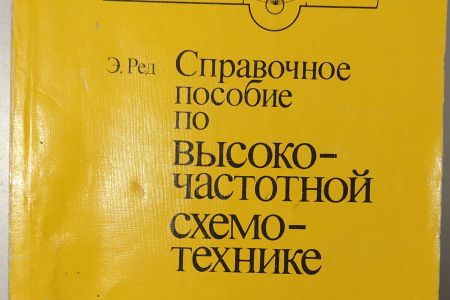 Э. Ред Справочное
пособие
по
высоко-
частотной
схемо-
технике